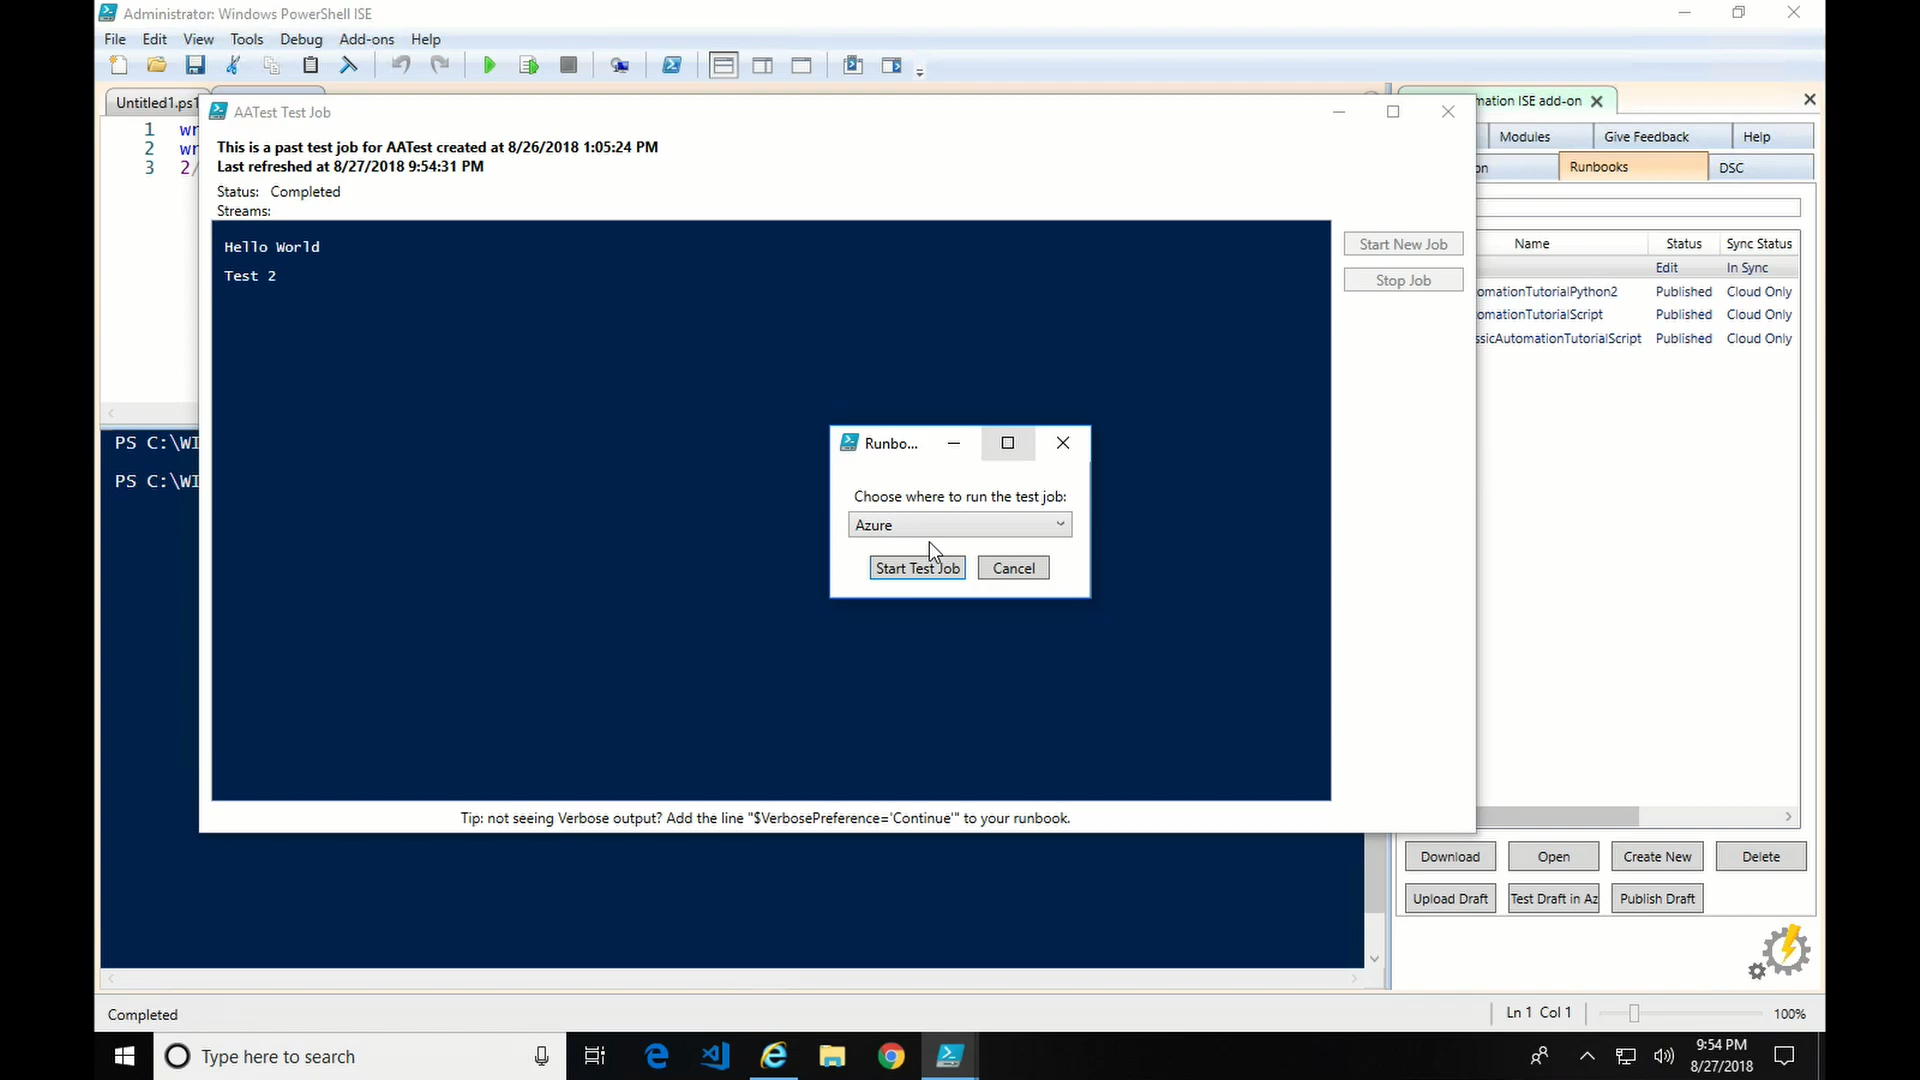 Administrator: Windows PowerShell ISE
File Edit View Tools Debug Add-ons Help
Untitled1.ps1
1 wr
2 wr
3 2/
AATest Test Job
This is a past test job for AATest created at 8/26/2018 1:05:24 PM
Last refreshed at 8/27/2018 9:54:31 PM
Status: Completed
Streams:
Hello World
Test 2
Start New Job
Stop Job
Runbo...
Choose where to run the test job:
Azure
Start Test Job Cancel
Tip: not seeing Verbose output? Add the line "$VerbosePreference='Continue'" to your runbook.
PS C:\WI
PS C:\WI
mation ISE add-on
Modules Give Feedback Help
on Runbooks DSC
Name Status Sync Status
Edit In Sync
omationTutorialPython2 Published Cloud Only
omationTutorialScript Published Cloud Only
ssicAutomationTutorialScript Published Cloud Only
Download Open Create New Delete
Upload Draft Test Draft in Az Publish Draft
Completed
Ln 1 Col 1 100%
Type here to search
9:54 PM
8/27/2018